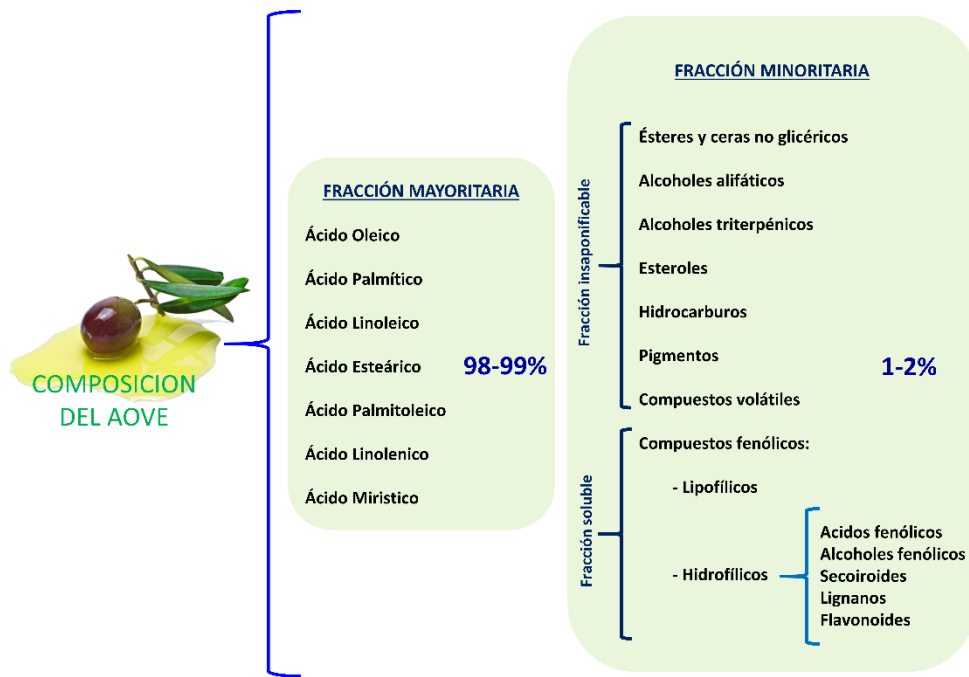 COMPOSICION
DEL AOVE
FRACCIÓN MAYORITARIA
Ácido Oleico
Ácido Palmítico
Ácido Linoleico
Ácido Esteárico
98-99%
Ácido Palmitoleico
Ácido Linolenico
Ácido Miristico
FRACCIÓN MINORITARIA
Fracción insaponificable
Ésteres y ceras no glicéricos
Alcoholes alifáticos
Alcoholes triterpénicos
Esteroles
Hidrocarburos
Pigmentos
1-2%
Compuestos volátiles
Fracción soluble
Compuestos fenólicos:
- Lipofílicos
- Hidrofílicos
Acidos fenólicos
Alcoholes fenólicos
Secoiroides
Lignanos
Flavonoides